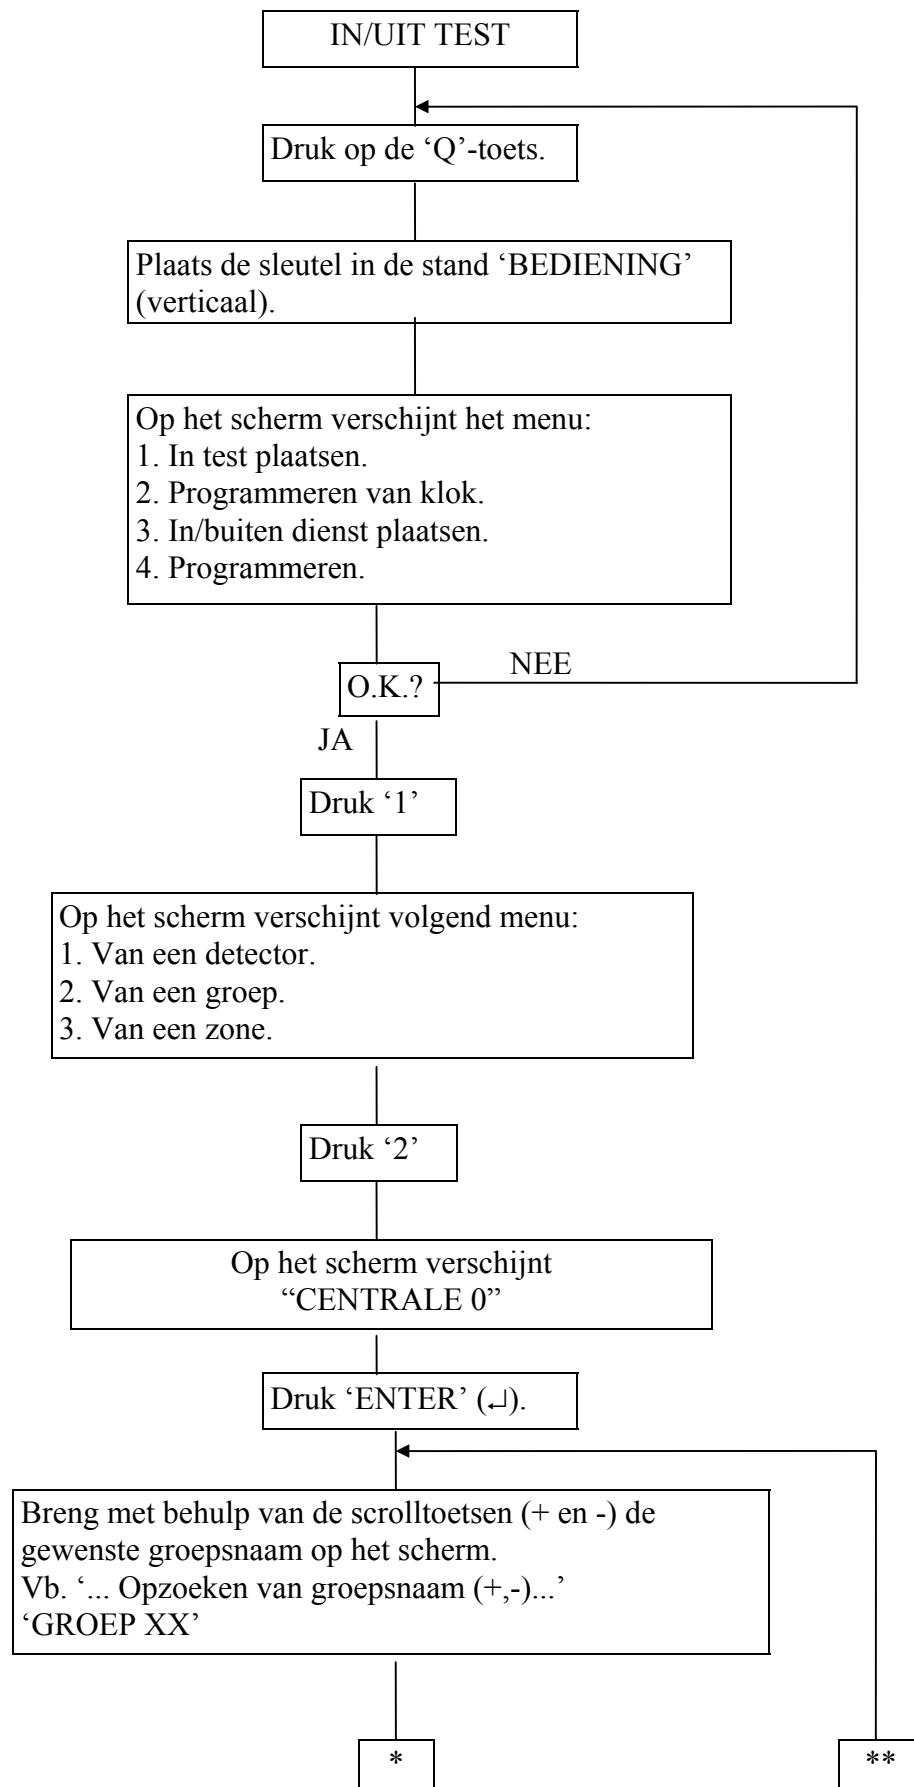 IN/UIT TEST
Druk op de ‘Q’-toets.
Plaats de sleutel in de stand ‘BEDIENING’
(verticaal).
Op het scherm verschijnt het menu:
1. In test plaatsen.
2. Programmeren van klok.
3. In/buiten dienst plaatsen.
4. Programmeren.
NEE
O.K.?
JA
Druk ‘1’
Op het scherm verschijnt volgend menu:
1. Van een detector.
2. Van een groep.
3. Van een zone.
Druk ‘2’
Op het scherm verschijnt
“CENTRALE 0”
Druk ‘ENTER’ (↵).
Breng met behulp van de scrolltoetsen (+ en -) de
gewenste groepsnaam op het scherm.
Vb. ‘... Opzoeken van groepsnaam (+,-)...’
‘GROEP XX’
* **